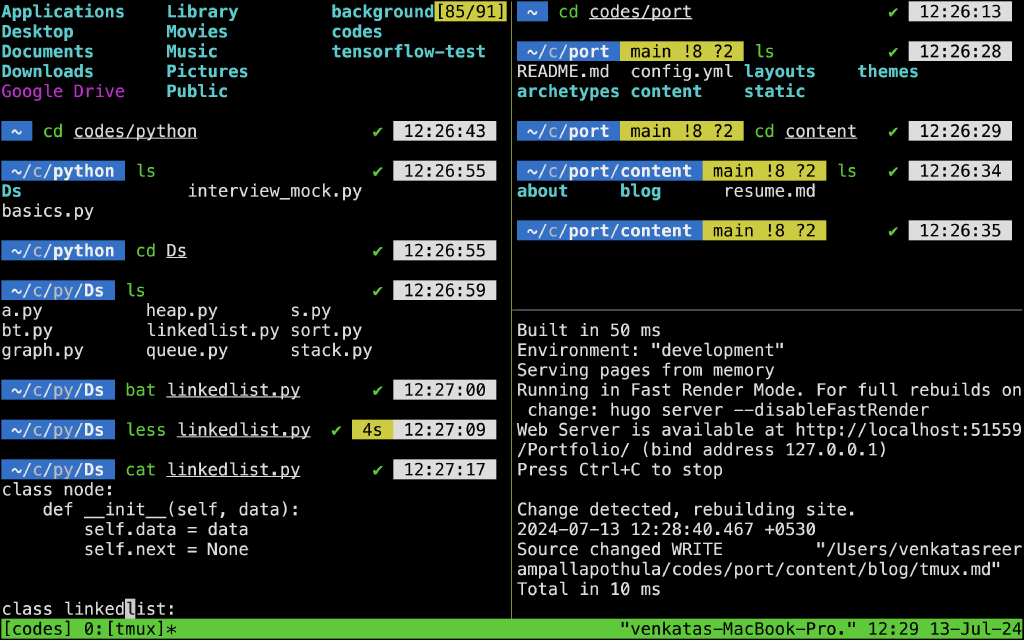 Applications    Library         background[85/91]
Desktop         Movies          codes
Documents       Music           tensorflow-test
Downloads       Pictures
Google Drive    Public
~ cd codes/python ✔ 12:26:43
~/c/python ls ✔ 12:26:55
Ds                interview_mock.py
basics.py
~/c/python cd Ds ✔ 12:26:55
~/c/py/Ds ls ✔ 12:26:59
a.py          heap.py       s.py
bt.py         linkedlist.py sort.py
graph.py      queue.py      stack.py
~/c/py/Ds bat linkedlist.py ✔ 12:27:00
~/c/py/Ds less linkedlist.py ✔ 4s 12:27:09
~/c/py/Ds cat linkedlist.py ✔ 12:27:17
class node:
    def __init__(self, data):
        self.data = data
        self.next = None
class linkedlist:
~ cd codes/port ✔ 12:26:13
~/c/port main !8 ?2 ls ✔ 12:26:28
README.md  config.yml layouts    themes
archetypes content    static
~/c/port main !8 ?2 cd content ✔ 12:26:29
~/c/port/content main !8 ?2 ls ✔ 12:26:34
about     blog      resume.md
~/c/port/content main !8 ?2 ✔ 12:26:35
Built in 50 ms
Environment: "development"
Serving pages from memory
Running in Fast Render Mode. For full rebuilds on
 change: hugo server --disableFastRender
Web Server is available at http://localhost:51559
/Portfolio/ (bind address 127.0.0.1)
Press Ctrl+C to stop
Change detected, rebuilding site.
2024-07-13 12:28:40.467 +0530
Source changed WRITE         "/Users/venkatasreer
ampallapothula/codes/port/content/blog/tmux.md"
Total in 10 ms
[codes] 0:[tmux]* "venkatas-MacBook-Pro." 12:29 13-Jul-24